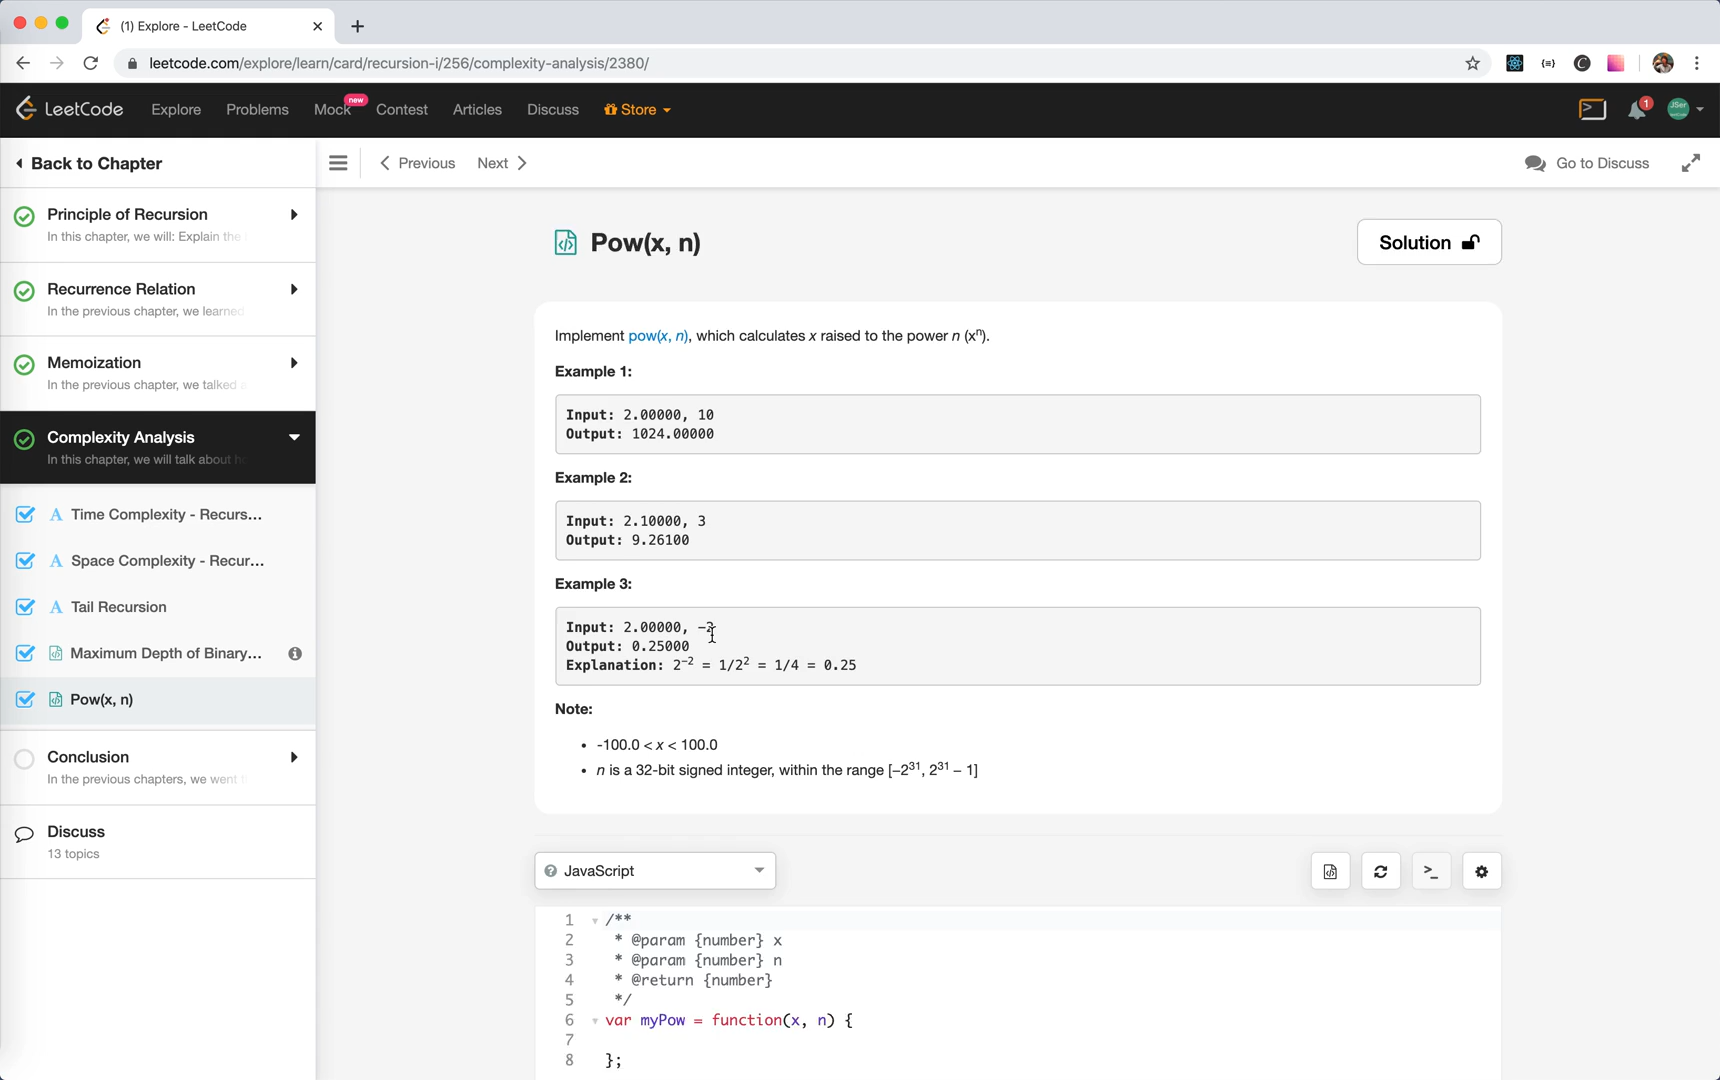 (1) Explore - LeetCode
leetcode.com/explore/learn/card/recursion-i/256/complexity-analysis/2380/
LeetCode Explore Problems Mock new Contest Articles Discuss Store 1 JSer
Back to Chapter
Previous Next Go to Discuss
Principle of Recursion
In this chapter, we will: Explain the
Recurrence Relation
In the previous chapter, we learned
Memoization
In the previous chapter, we talked
Complexity Analysis
In this chapter, we will talk about
Time Complexity - Recurs...
Space Complexity - Recur...
Tail Recursion
Maximum Depth of Binary...
Pow(x, n)
Conclusion
In the previous chapters, we went
Discuss
13 topics
Pow(x, n)
Solution
Implement pow(x, n), which calculates x raised to the power n (xⁿ).
Example 1:
Input: 2.00000, 10
Output: 1024.00000
Example 2:
Input: 2.10000, 3
Output: 9.26100
Example 3:
Input: 2.00000, -2
Output: 0.25000
Explanation: 2⁻² = 1/2² = 1/4 = 0.25
Note:
• -100.0 < x < 100.0
• n is a 32-bit signed integer, within the range [−2³¹, 2³¹ − 1]
JavaScript
1 /**
2 * @param {number} x
3 * @param {number} n
4 * @return {number}
5 */
6 var myPow = function(x, n) {
7
8 };